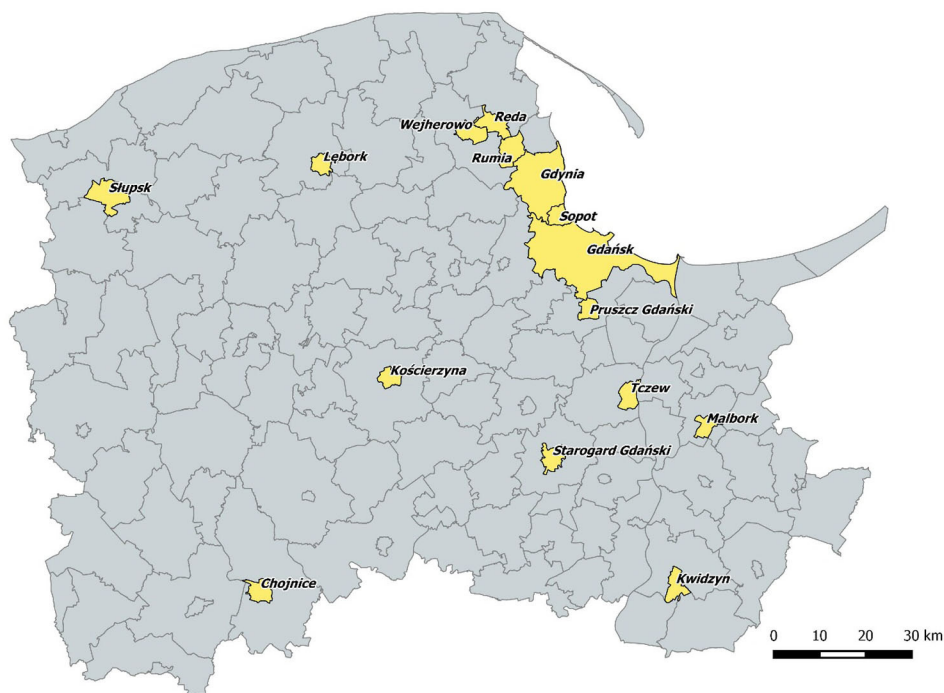 Reda
Wejherowo
Rumia
Lębork
Gdynia
Słupsk
Sopot
Gdańsk
Pruszcz Gdański
Kościerzyna
Tczew
Malbork
Starogard Gdański
Chojnice
Kwidzyn
0 10 20 30 km